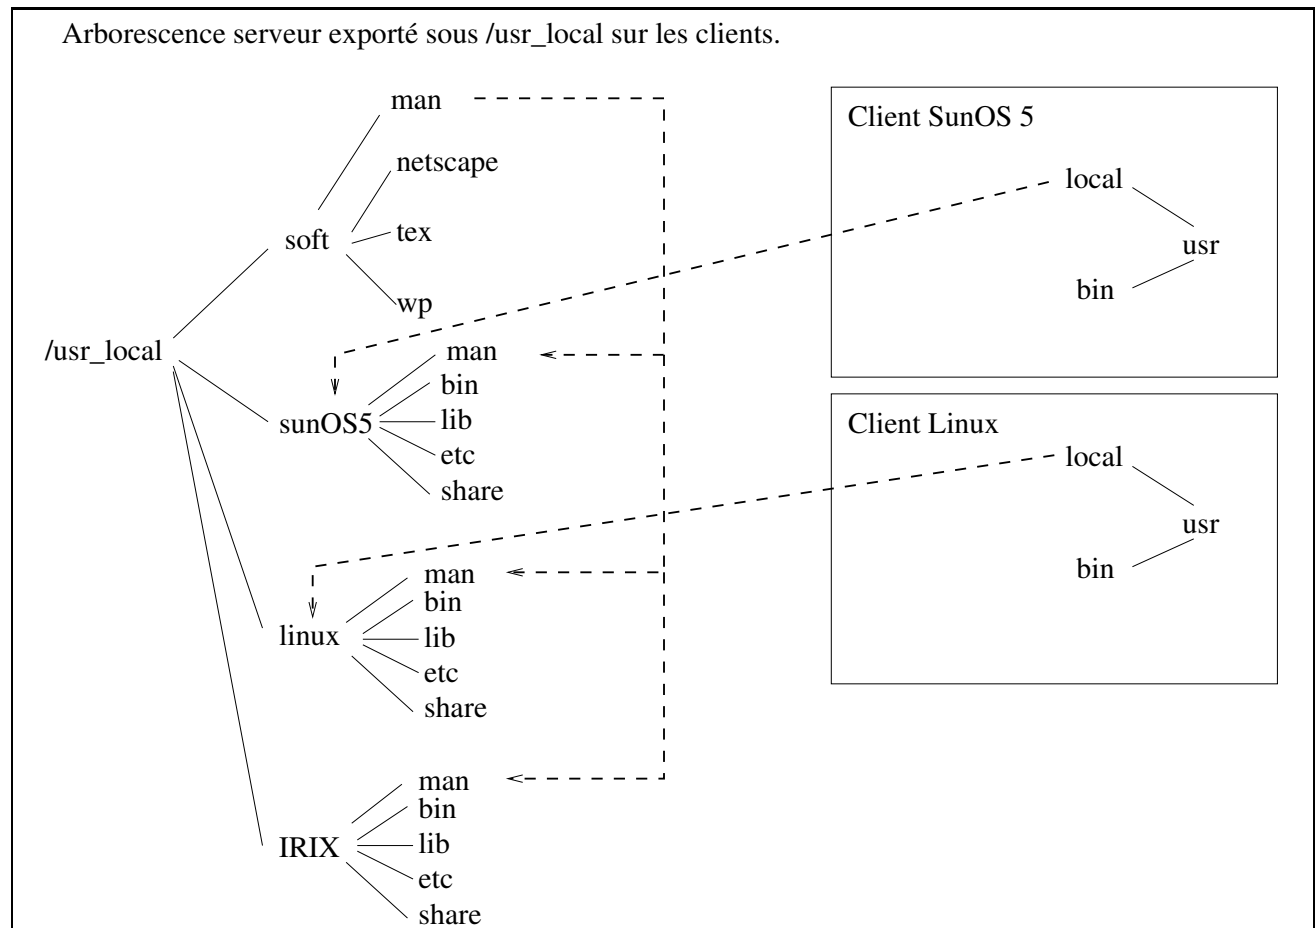 Arborescence serveur exporté sous /usr_local sur les clients.
man
netscape
soft
tex
wp
/usr_local
man
bin
sunOS5
lib
etc
share
man
bin
linux
lib
etc
share
man
bin
IRIX
lib
etc
share
Client SunOS 5
local
usr
bin
Client Linux
local
usr
bin